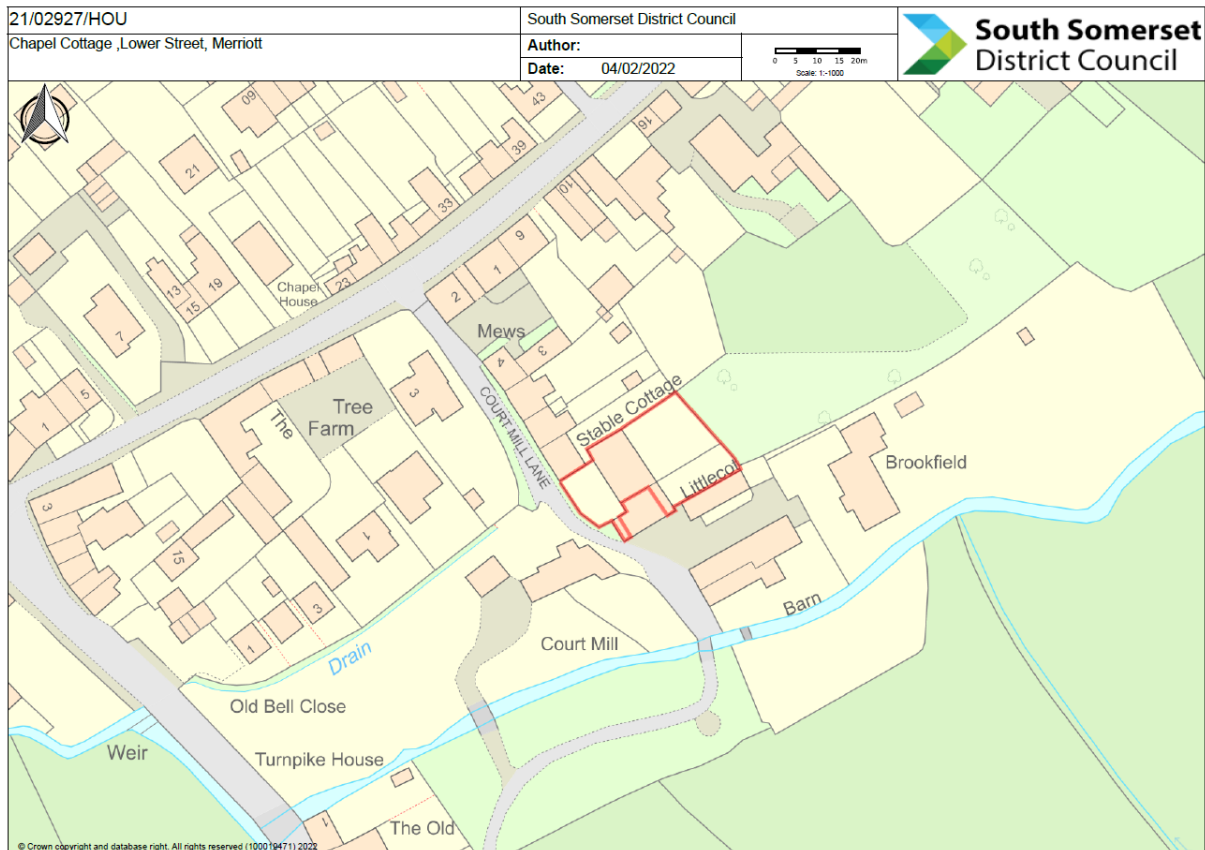 21/02927/HOU
Chapel Cottage ,Lower Street, Merriott
South Somerset District Council
Author:
Date: 04/02/2022
0 5 10 15 20m
Scale: 1:-1000
South Somerset
District Council
43
39
16
21
33
10
9
1
2
13
15
19
Chapel
House
23
7
Mews
4
3
5
1
The
Tree
Farm
3
COURT MILL LANE
Stable Cottage
Littlecot
Brookfield
3
15
1
3
1
Drain
Barn
Court Mill
Old Bell Close
Weir
Turnpike House
1
The Old
© Crown copyright and database right. All rights reserved (100019471) 2022